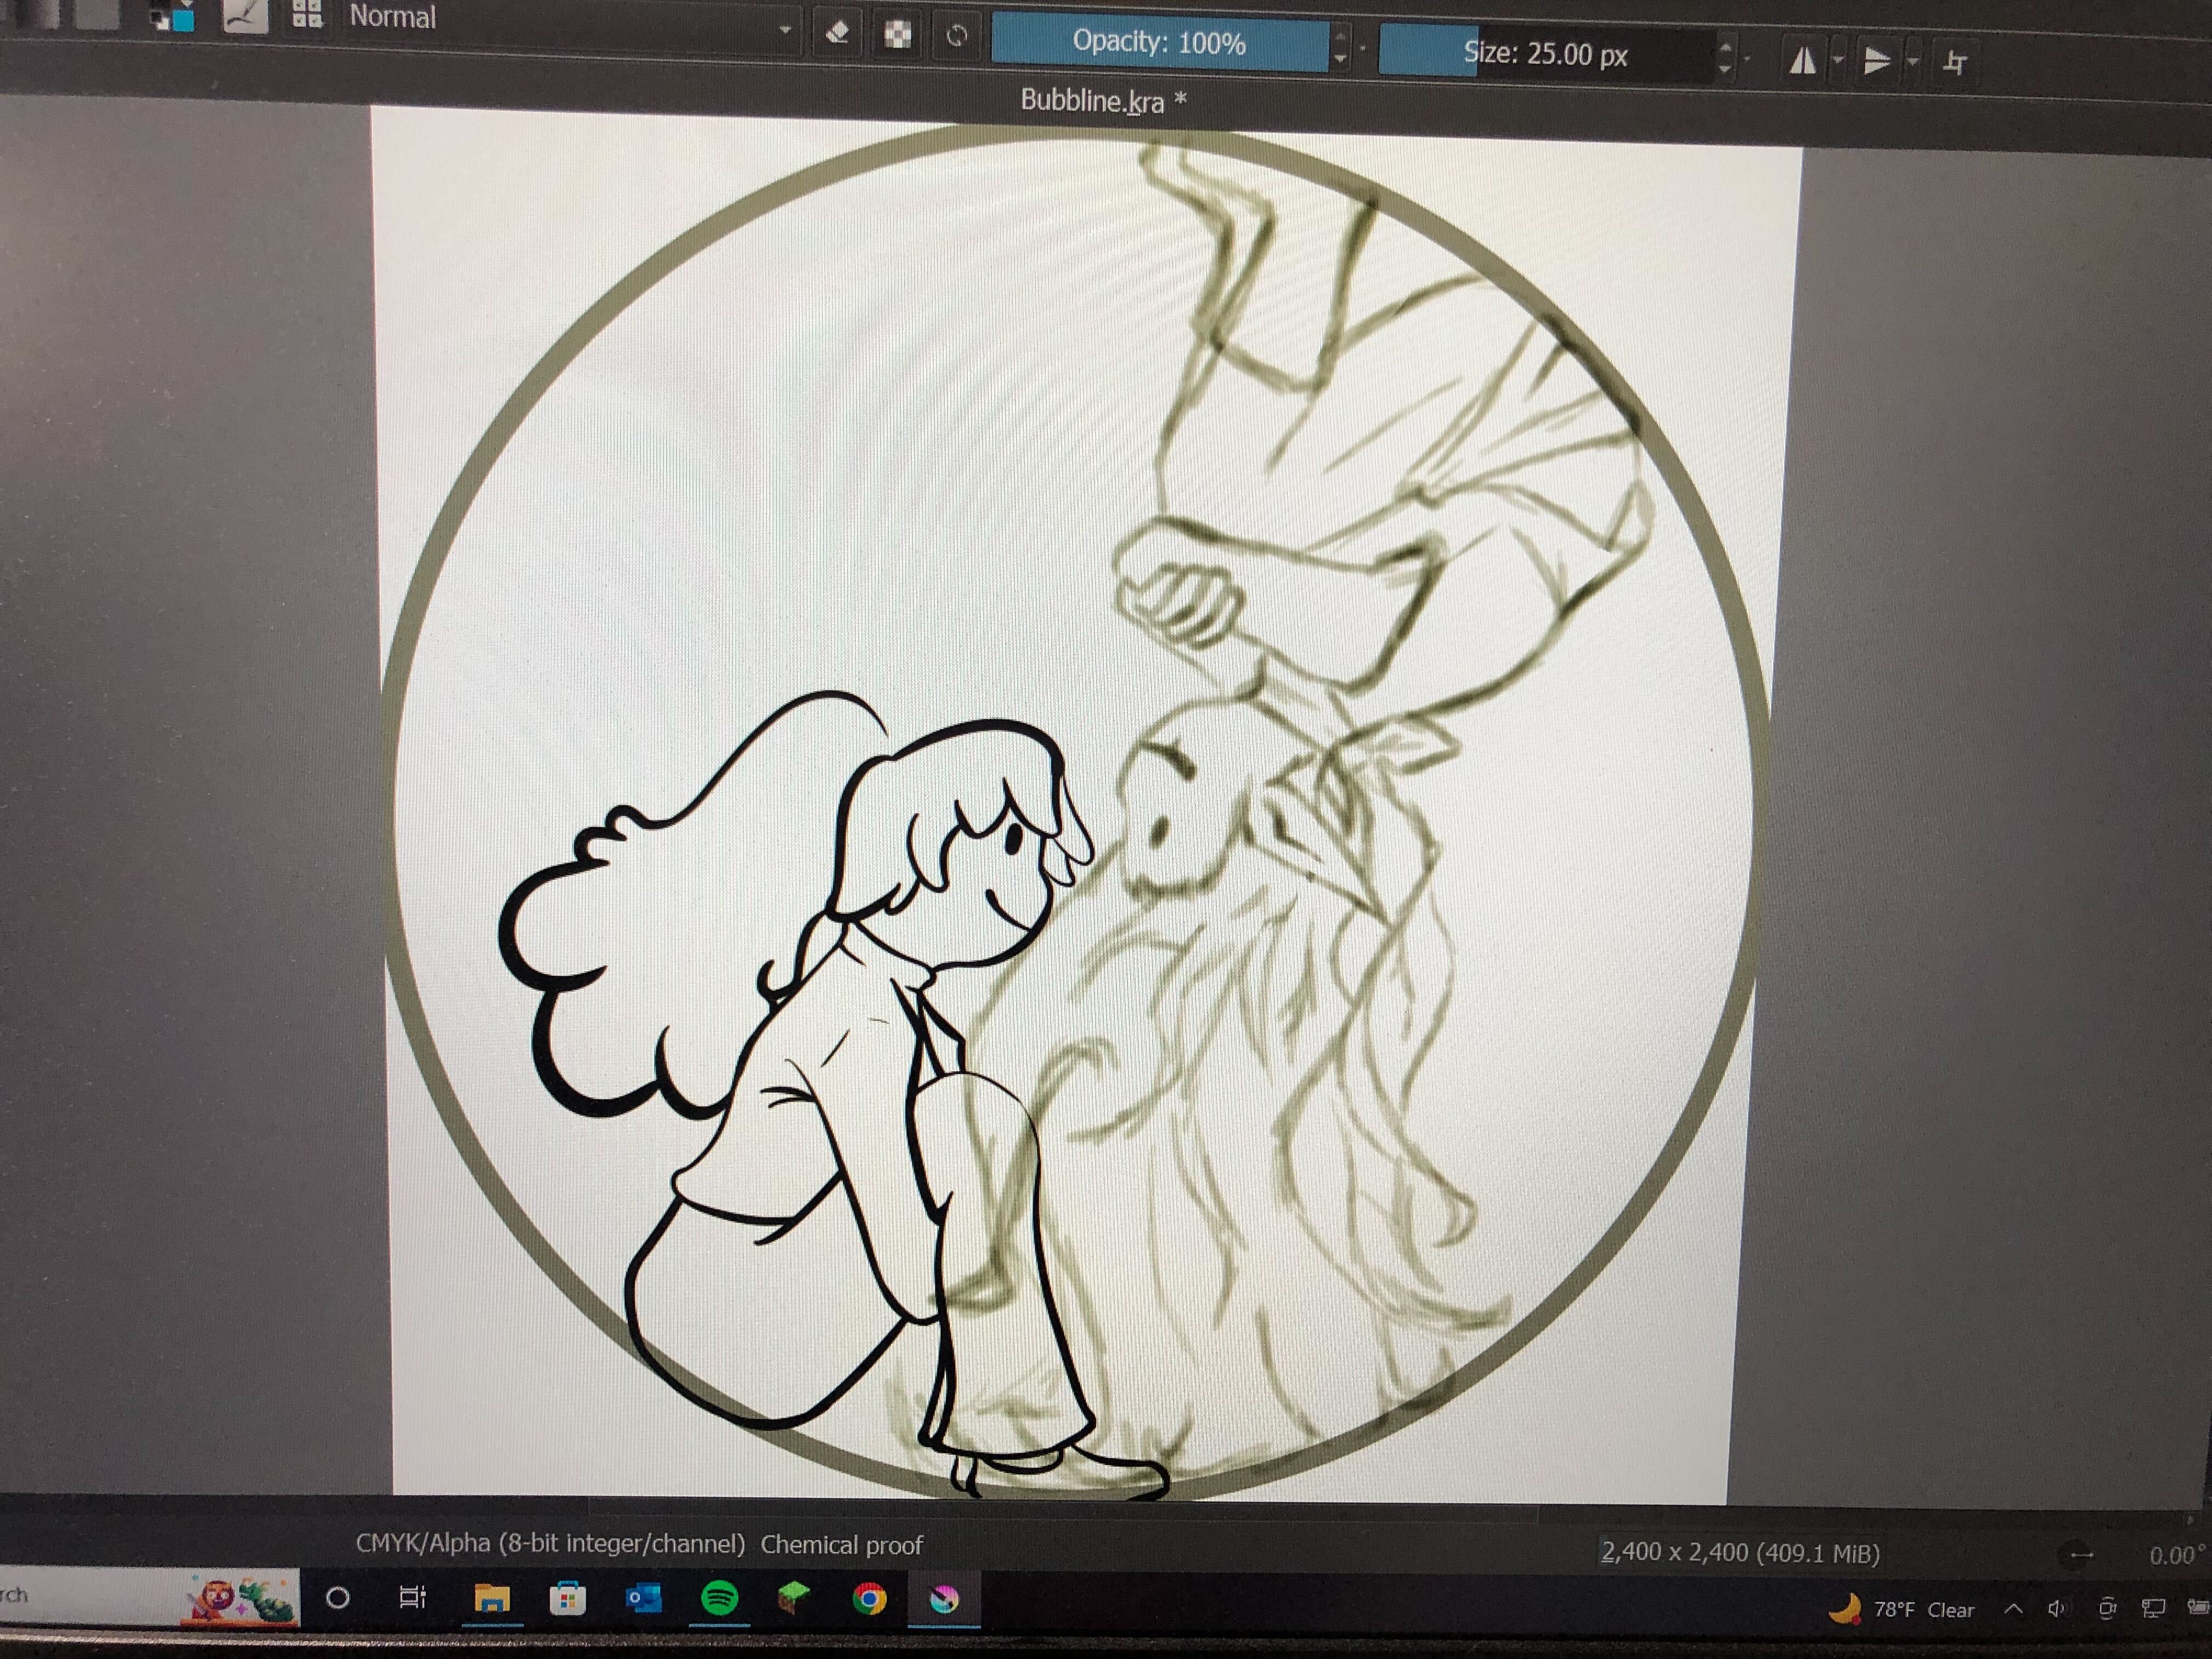 Normal
Opacity: 100%
Size: 25.00 px
Bubbline.kra *
CMYK/Alpha (8-bit integer/channel) Chemical proof
2,400 x 2,400 (409.1 MiB)
0.00°
rch
78°F Clear